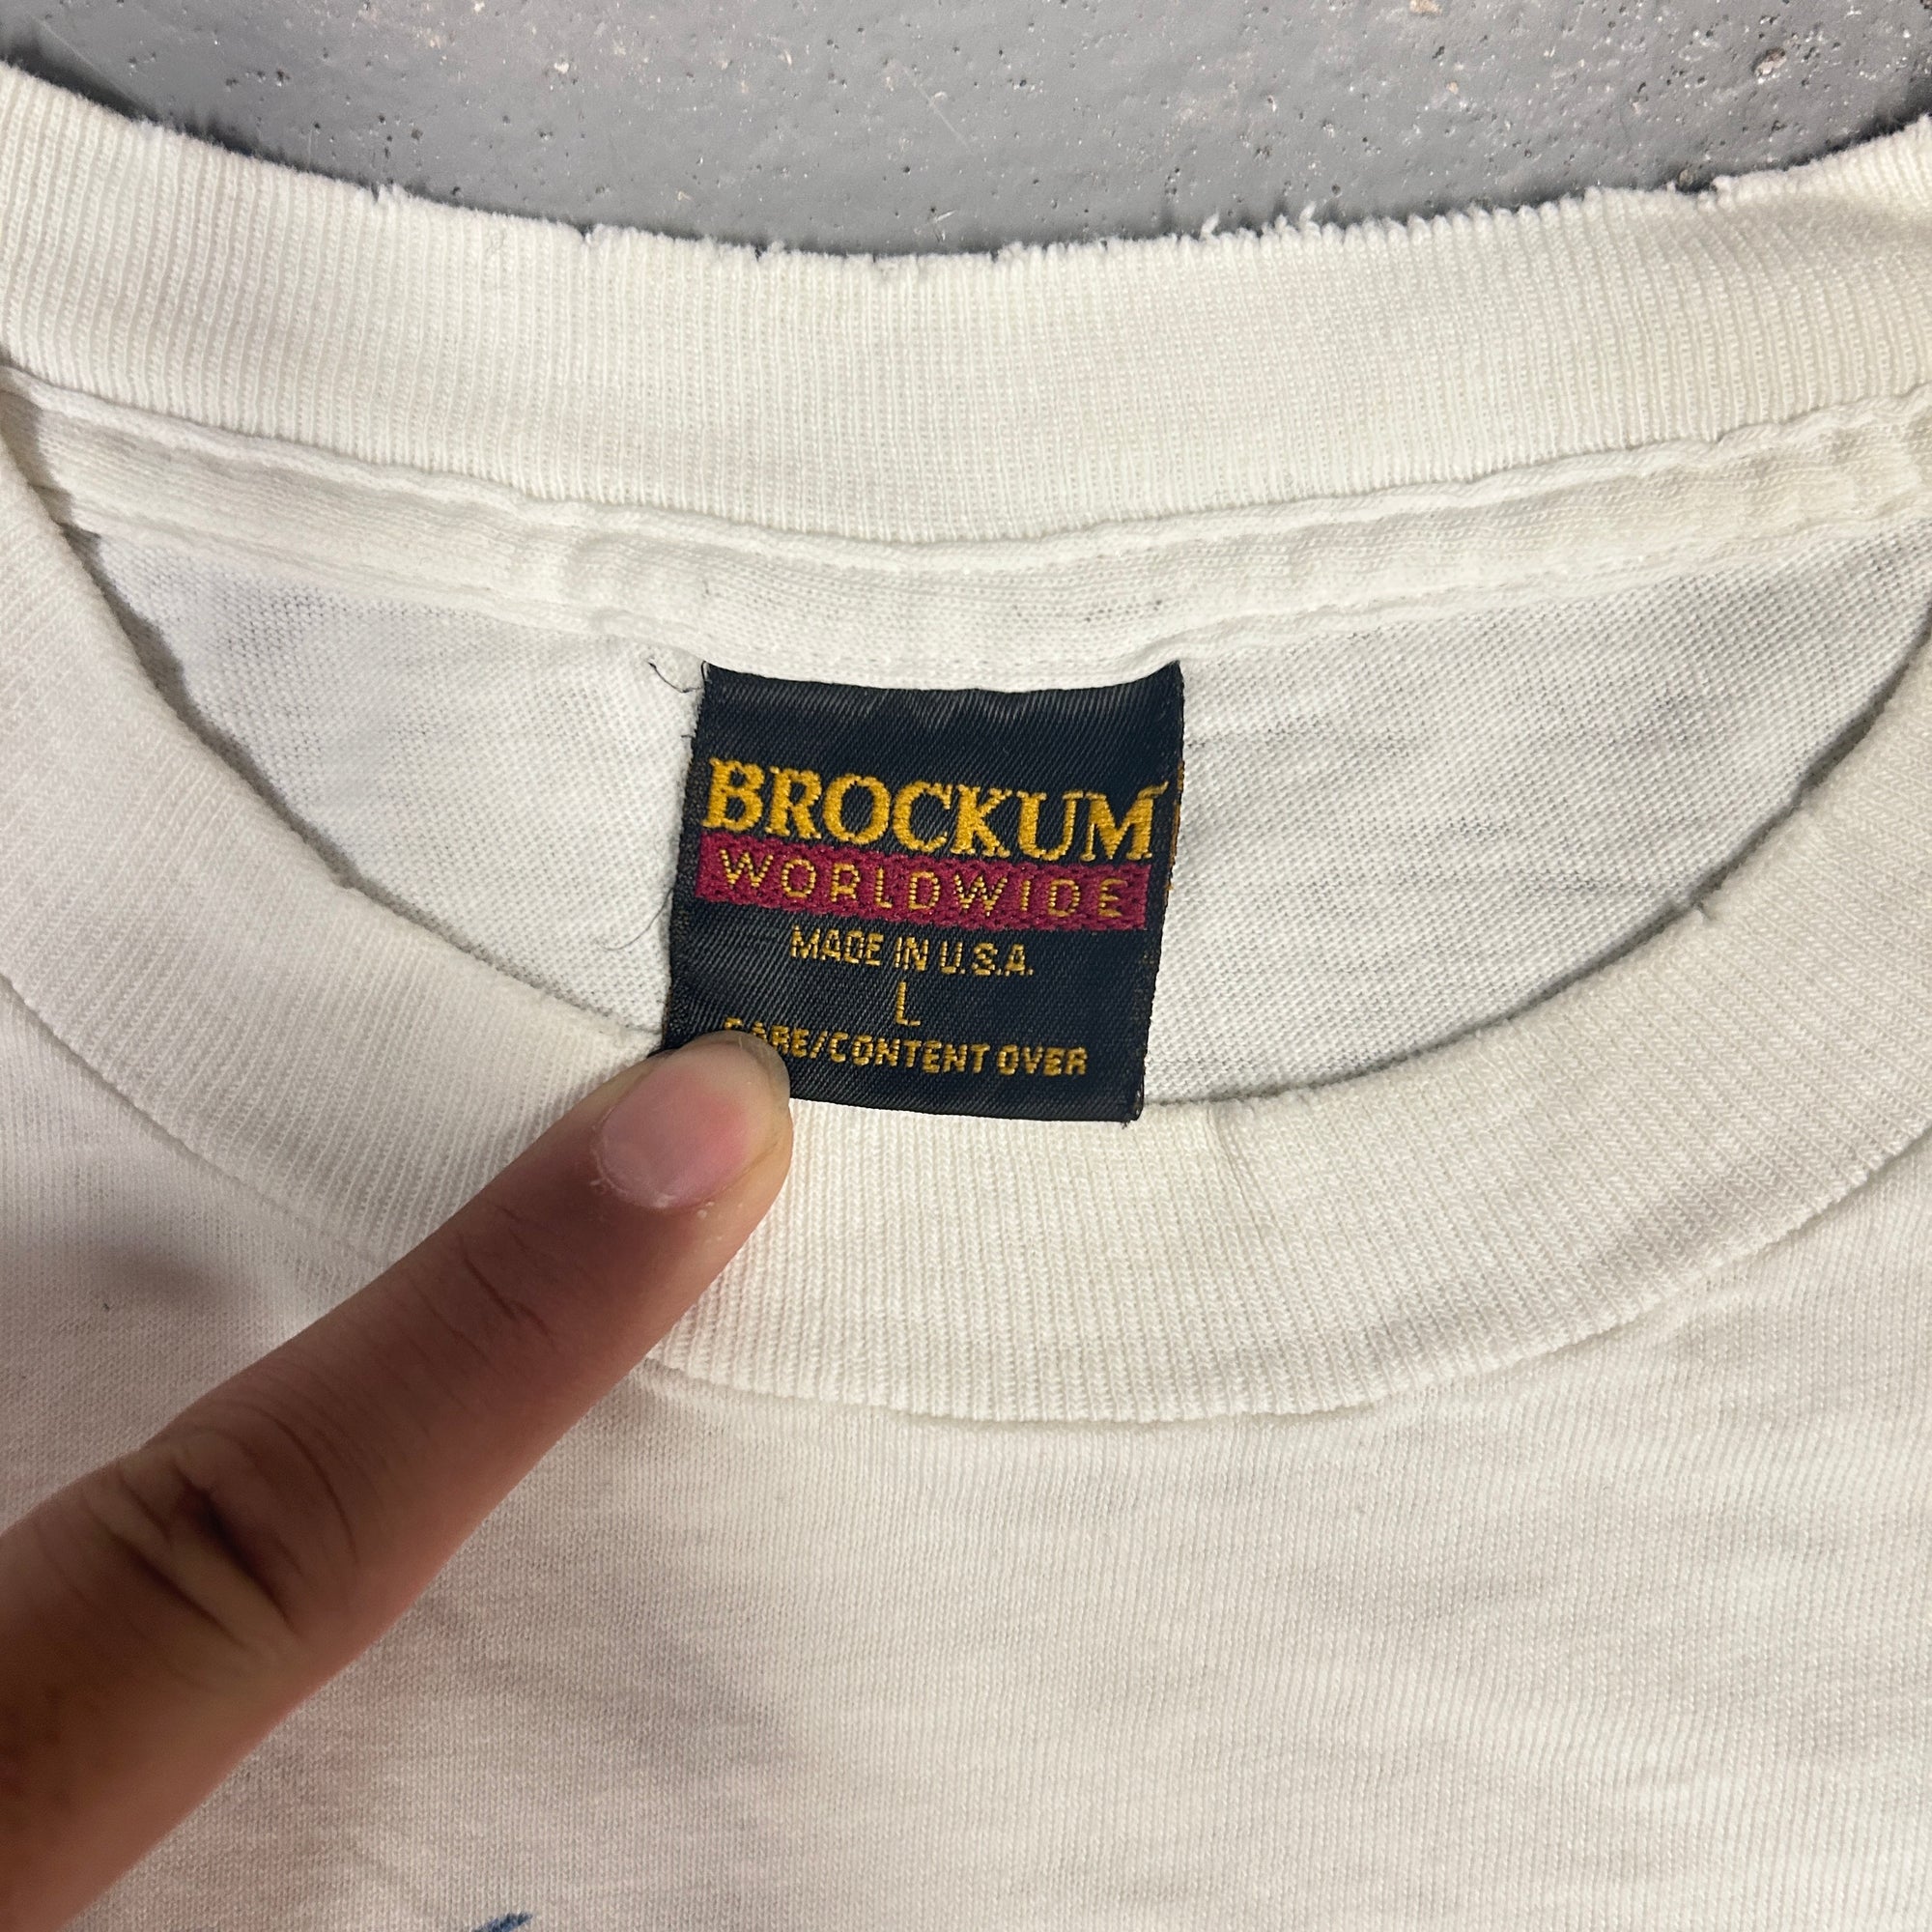 BROCKUM
WORLDWIDE
MADE IN U.S.A.
L
CARE/CONTENT OVER